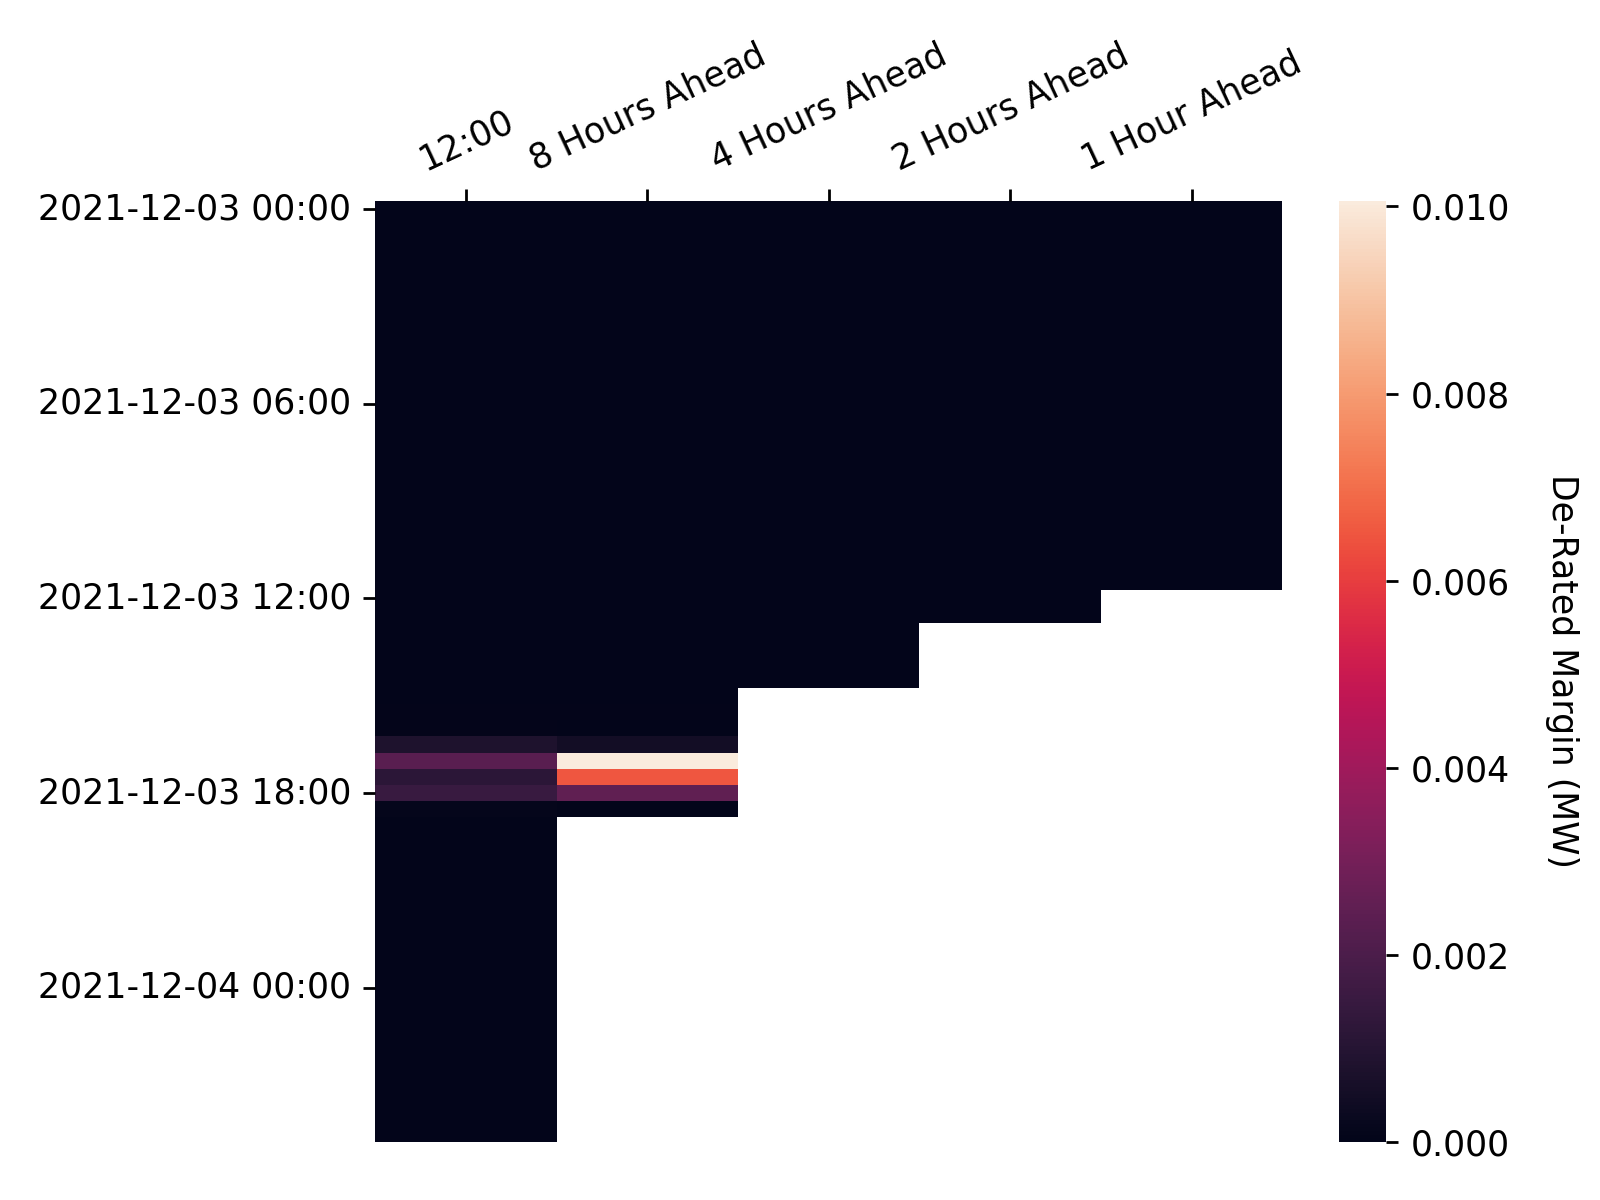 12:00
8 Hours Ahead
4 Hours Ahead
2 Hours Ahead
1 Hour Ahead
2021-12-03 00:00
2021-12-03 06:00
2021-12-03 12:00
2021-12-03 18:00
2021-12-04 00:00
0.010
0.008
0.006
0.004
0.002
0.000
De-Rated Margin (MW)